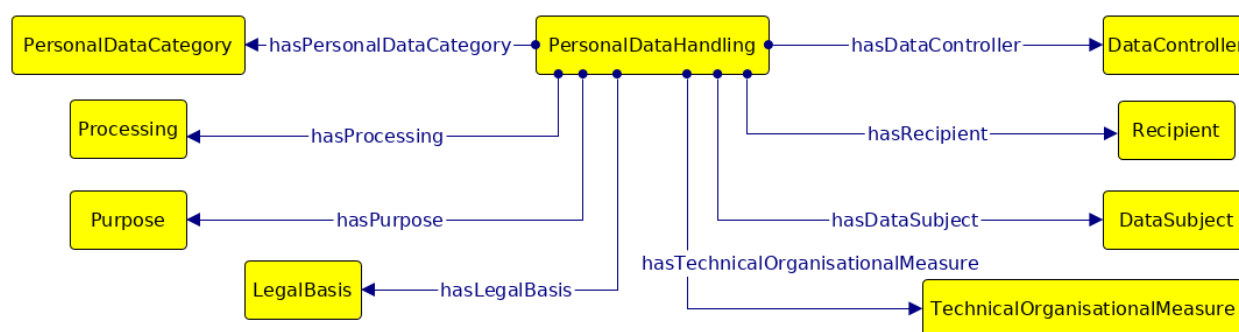 PersonalDataCategory hasPersonalDataCategory PersonalDataHandling hasDataController DataController
Processing hasProcessing hasRecipient Recipient
Purpose hasPurpose hasDataSubject DataSubject
hasTechnicalOrganisationalMeasure
LegalBasis hasLegalBasis
TechnicalOrganisationalMeasure